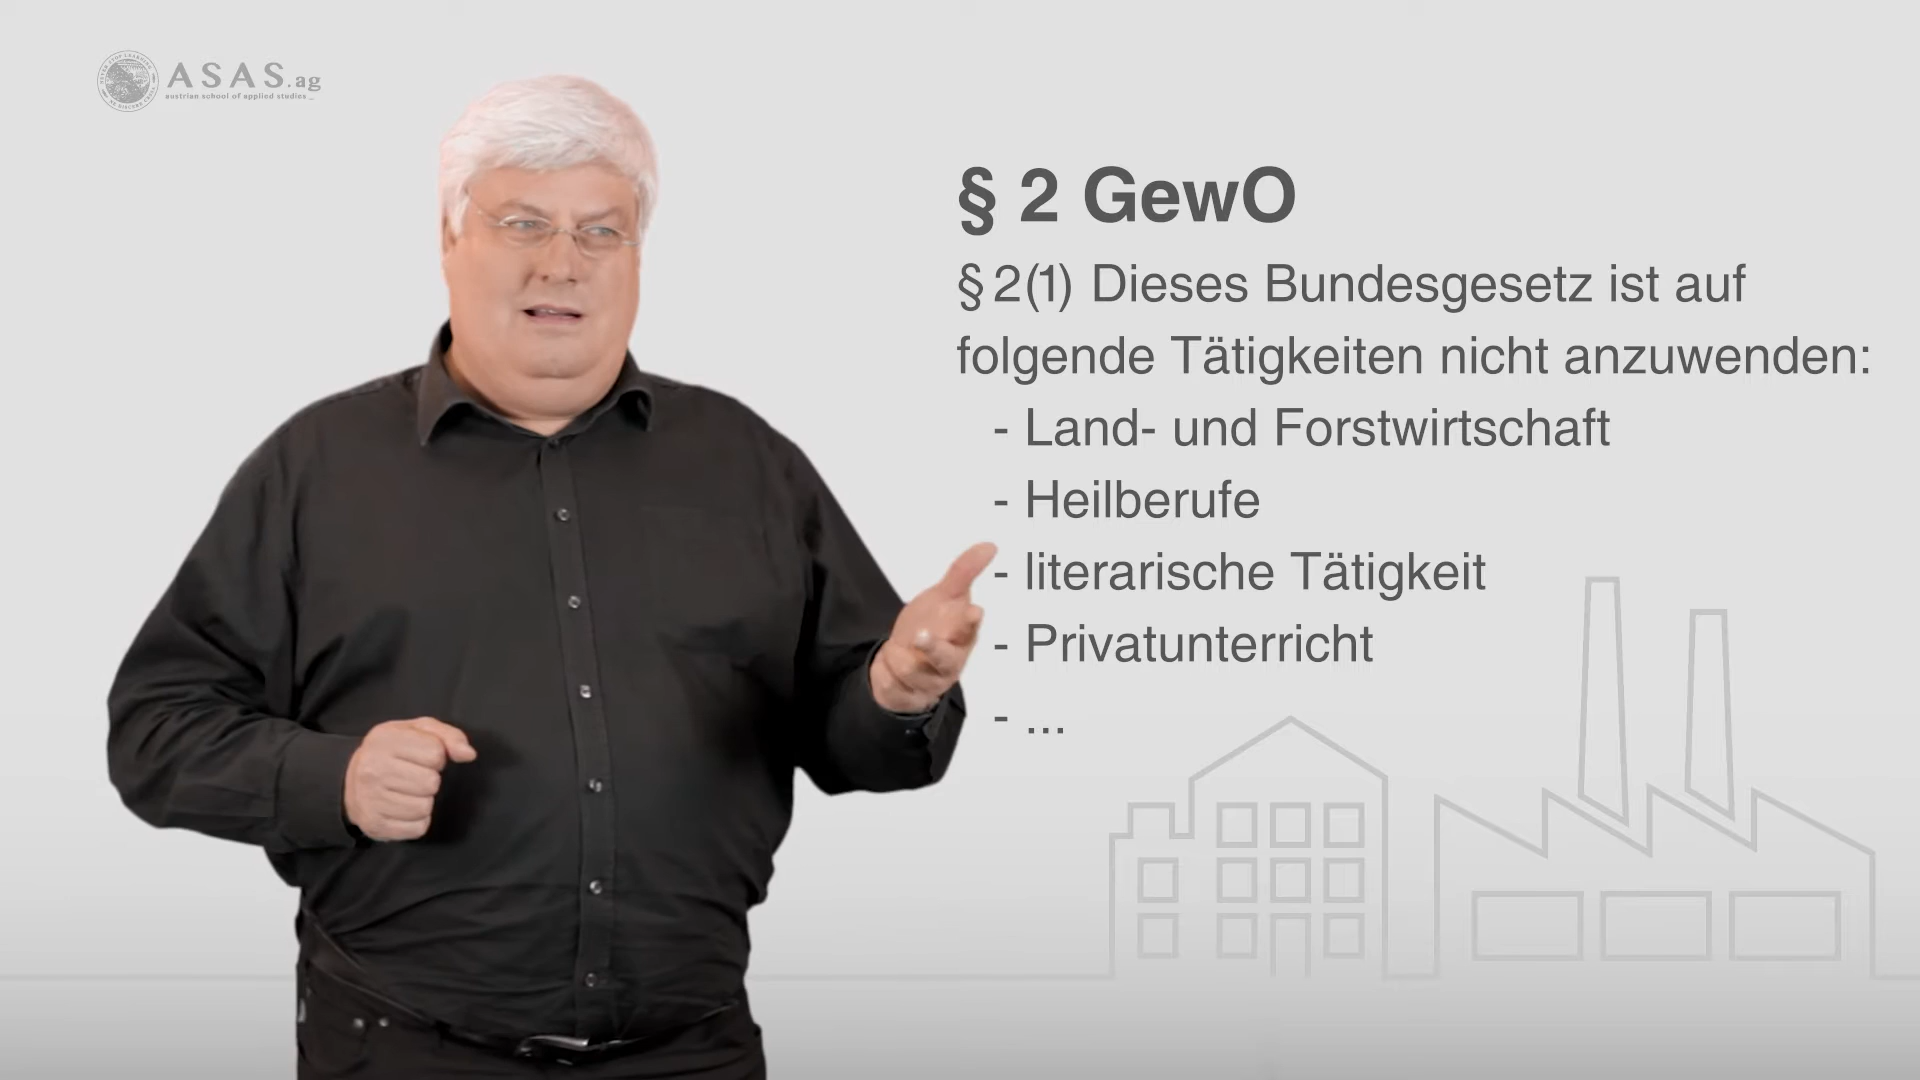 ASAS.ag
austrian school of applied studies
§ 2 GewO
§ 2(1) Dieses Bundesgesetz ist auf
folgende Tätigkeiten nicht anzuwenden:
- Land- und Forstwirtschaft
- Heilberufe
- literarische Tätigkeit
- Privatunterricht
- ...